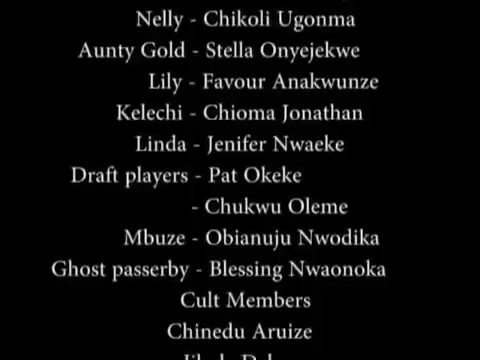 Nelly - Chikoli Ugonma
Aunty Gold - Stella Onyejekwe
Lily - Favour Anakwunze
Kelechi - Chioma Jonathan
Linda - Jenifer Nwaeke
Draft players - Pat Okeke
- Chukwu Oleme
Mbuze - Obianuju Nwodika
Ghost passerby - Blessing Nwaonoka
Cult Members
Chinedu Aruize